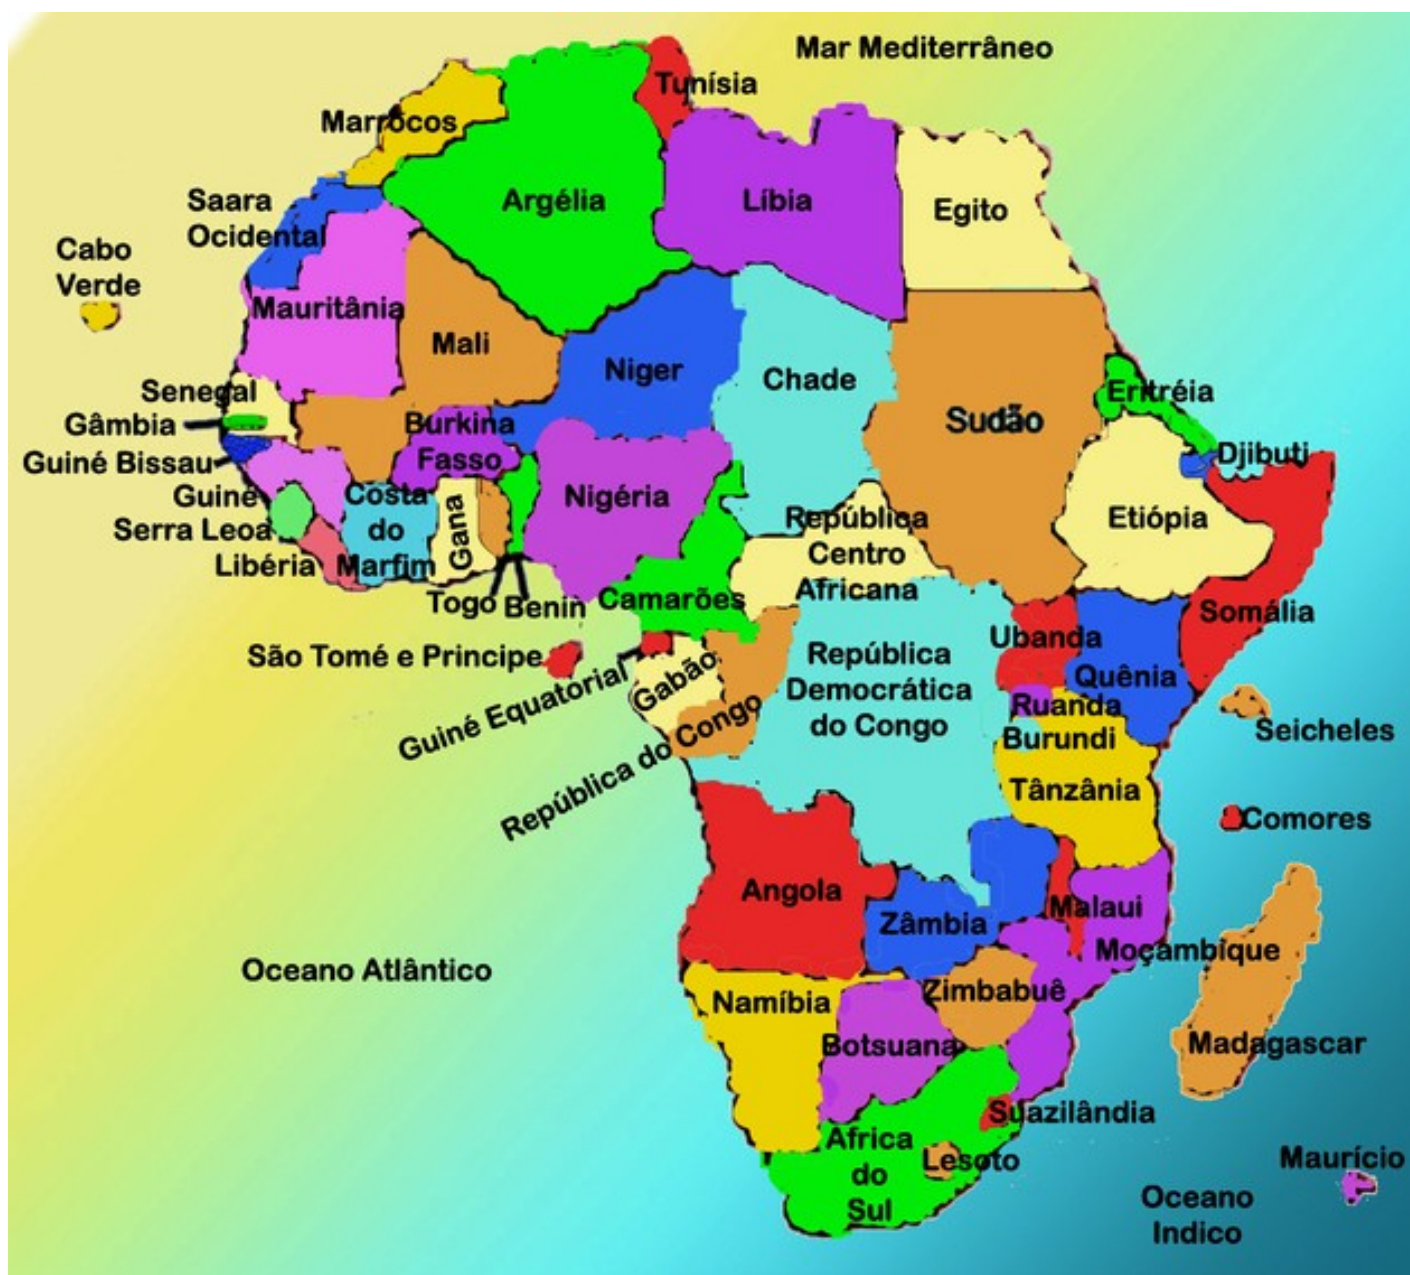 Mar Mediterrâneo
Tunísia
Marrocos
Argélia
Líbia
Egito
Saara
Ocidental
Cabo
Verde
Mauritânia
Mali
Niger
Chade
Sudão
Eritréia
Senegal
Gâmbia
Guiné Bissau
Burkina
Fasso
Djibuti
Guiné
Serra Leoa
Libéria
Costa
do
Marfim
Gana
Nigéria
República
Centro
Africana
Etiópia
Togo
Benin
Camarões
Somália
São Tomé e Principe
Guiné Equatorial
Gabão
República do Congo
República
Democrática
do Congo
Ubanda
Quênia
Ruanda
Burundi
Tânzânia
Seicheles
Comores
Angola
Zâmbia
Malaui
Moçambique
Oceano Atlântico
Namíbia
Zimbabuê
Botsuana
Madagascar
Suazilândia
Africa
do
Sul
Lesoto
Maurício
Oceano
Indico